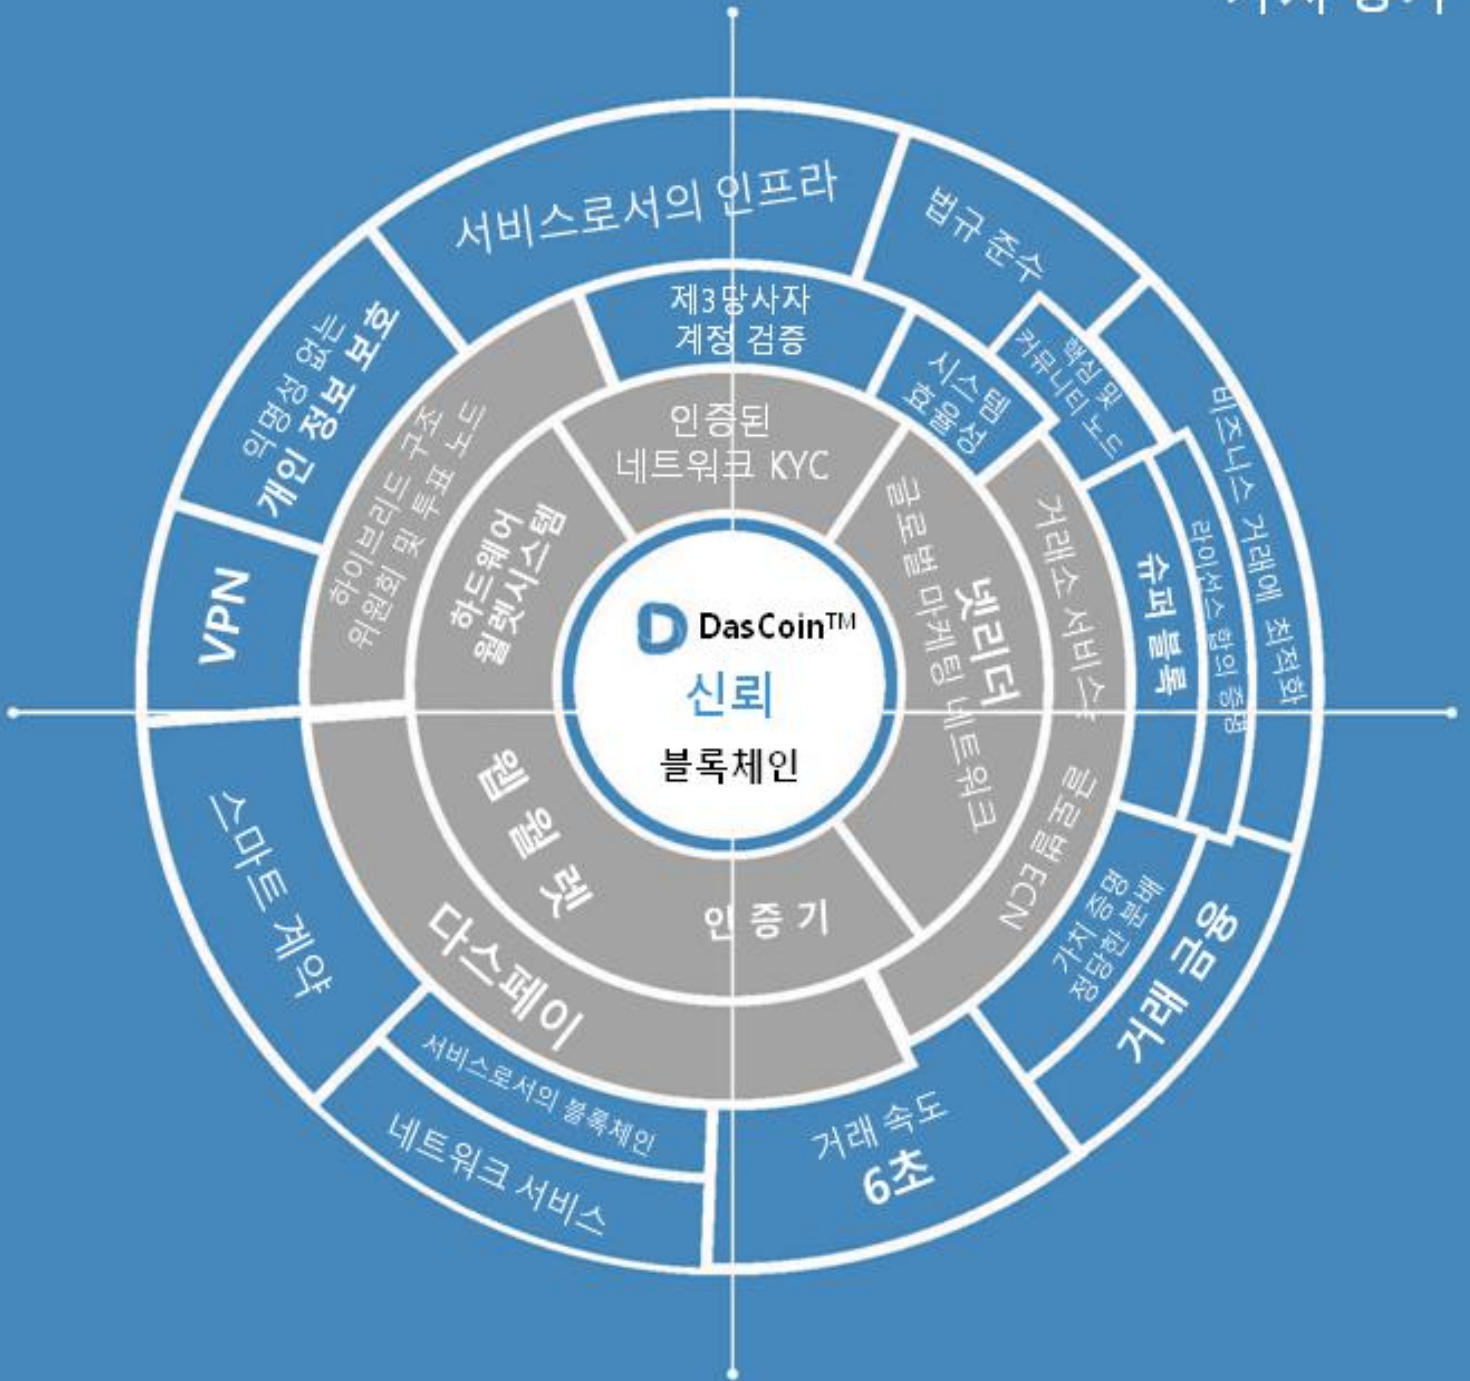 서비스로서의 인프라
법규 준수
익명성 없는
개인 정보 보호
제3당사자
계정 검증
시스템
효율성
핵심 및
커뮤니티 노드
비즈니스 거래에 최적화
하이브리드 구조
위원회 및 투표 노드
인증된
네트워크 KYC
하드웨어
월렛시스템
넷리더
글로벌 마케팅 네트워크
거래소 서비스
글로벌 ECN
슈퍼 블록
라이선스 합의 증명
VPN
DasCoin™
신뢰
블록체인
웹 월렛
인증기
다스페이
스마트 계약
가치 증명
정당한 분배
거래 금융
서비스로서의 블록체인
네트워크 서비스
거래 속도
6초